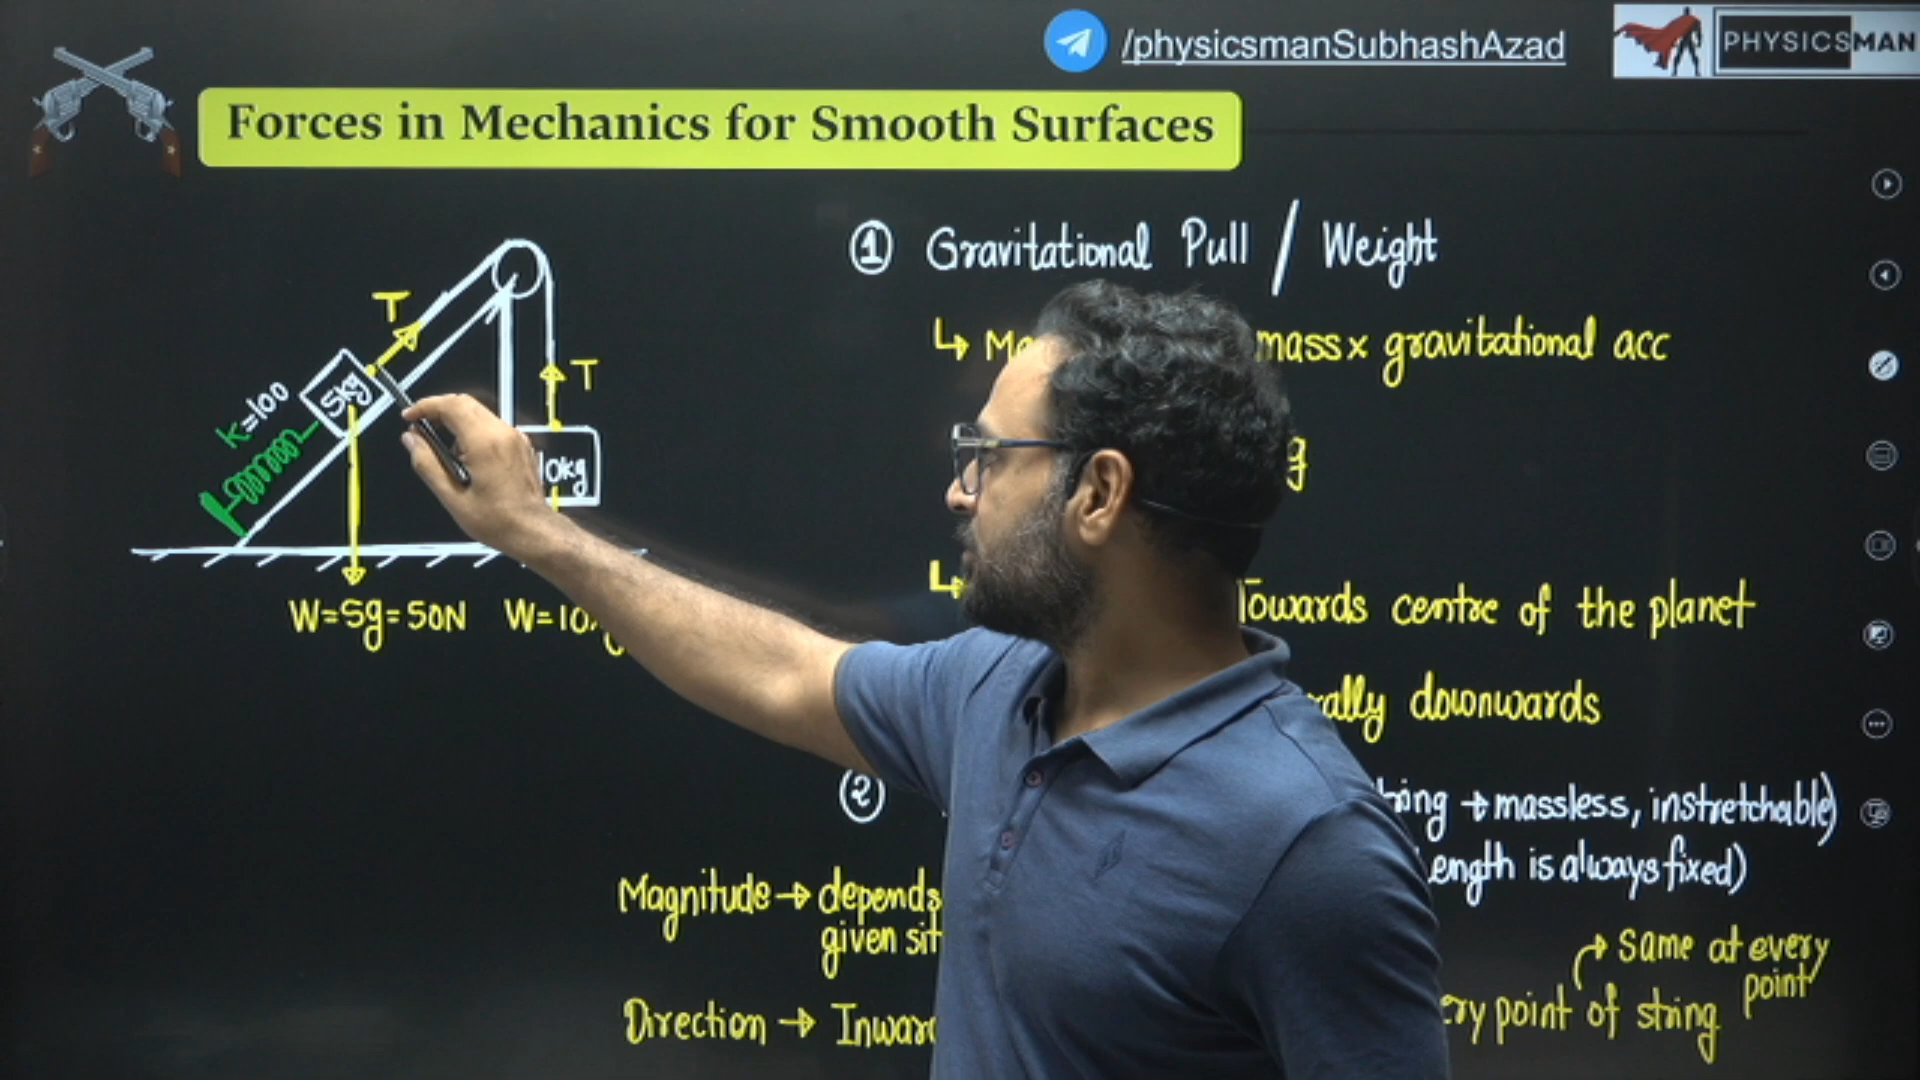 /physicsmanSubhashAzad
PHYSICSMAN
Forces in Mechanics for Smooth Surfaces
① Gravitational Pull / Weight
↳ mass x gravitational acc
T
T
k=100
5kg
10kg
g
W=5g=50N W=10
↳ Towards centre of the planet
downwards
② → massless, instretchable)
Length is always fixed)
Magnitude → depends
given
→ same at every
point
Direction →
point of string